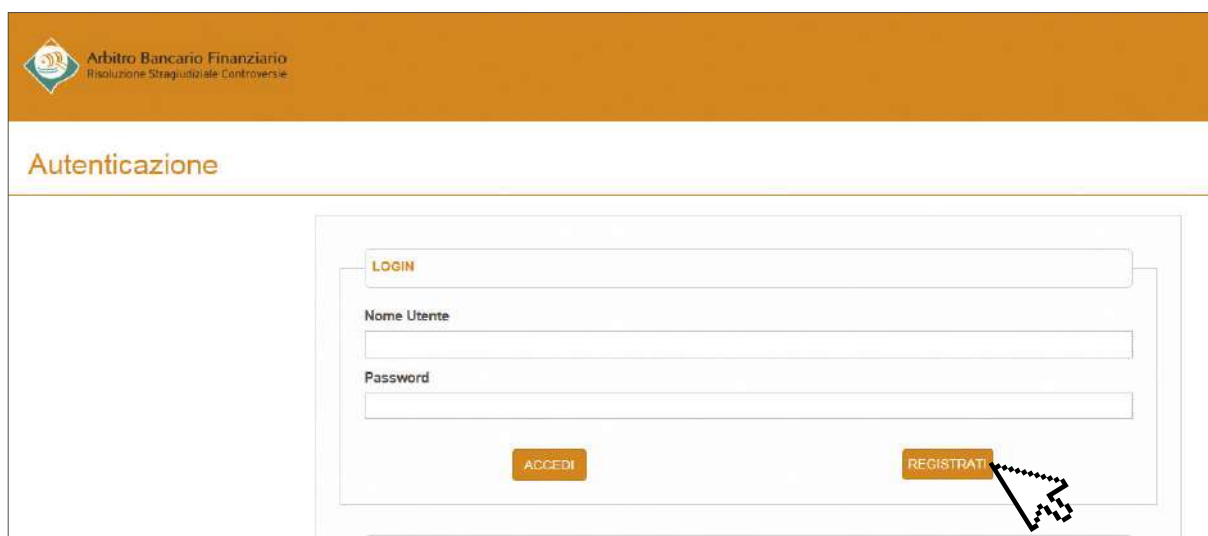 Arbitro Bancario Finanziario
Risoluzione Stragiudiziale Controversie
Autenticazione
LOGIN
Nome Utente
Password
ACCEDI
REGISTRATI